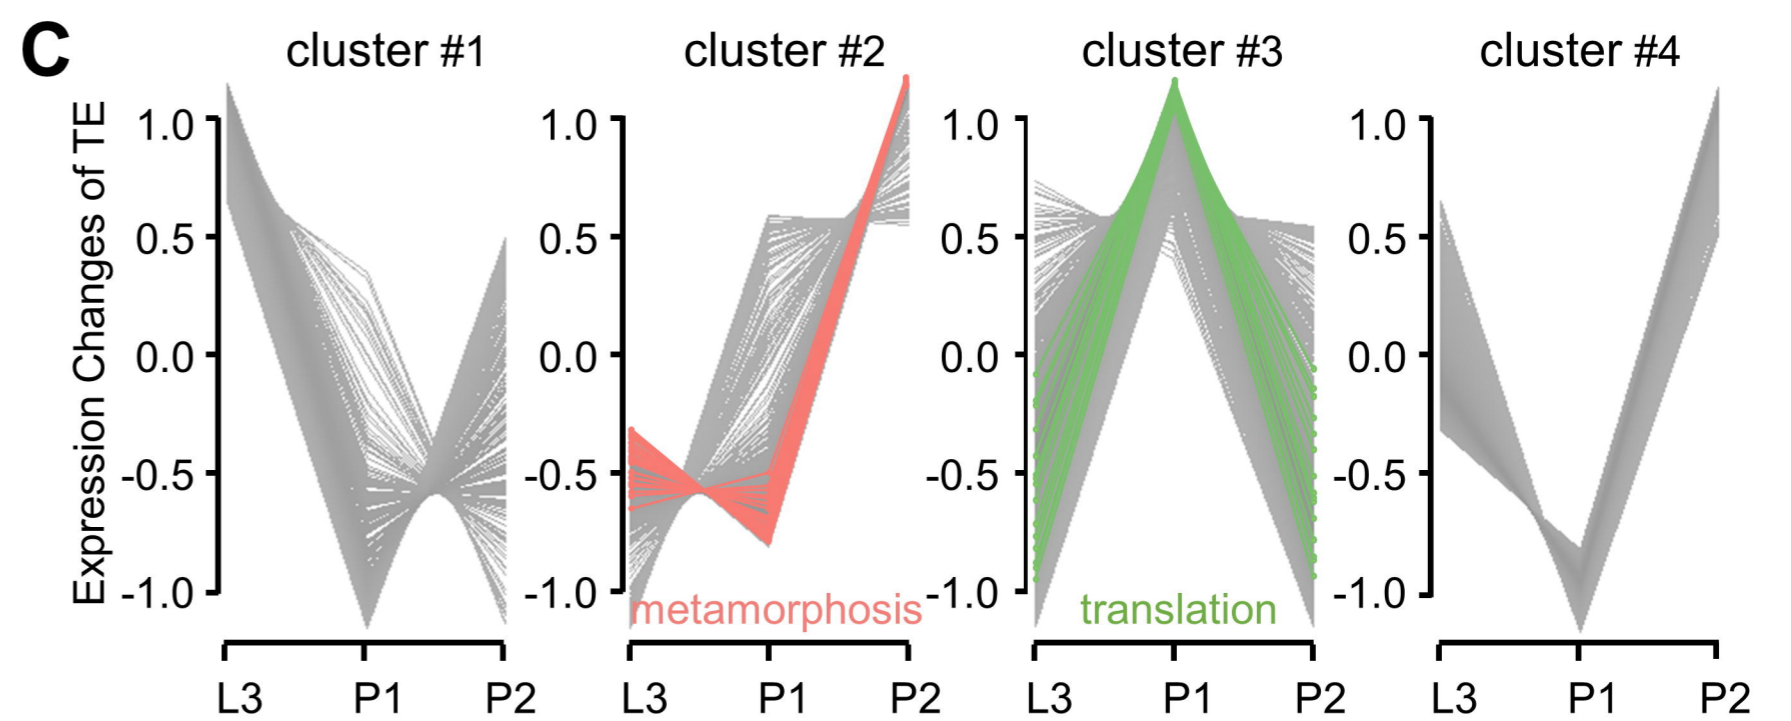 C
cluster #1 cluster #2 cluster #3 cluster #4
Expression Changes of TE
1.0 1.0 1.0 1.0
0.5 0.5 0.5 0.5
0.0 0.0 0.0 0.0
-0.5 -0.5 -0.5 -0.5
-1.0 -1.0 -1.0 -1.0
metamorphosis translation
L3 P1 P2 L3 P1 P2 L3 P1 P2 L3 P1 P2